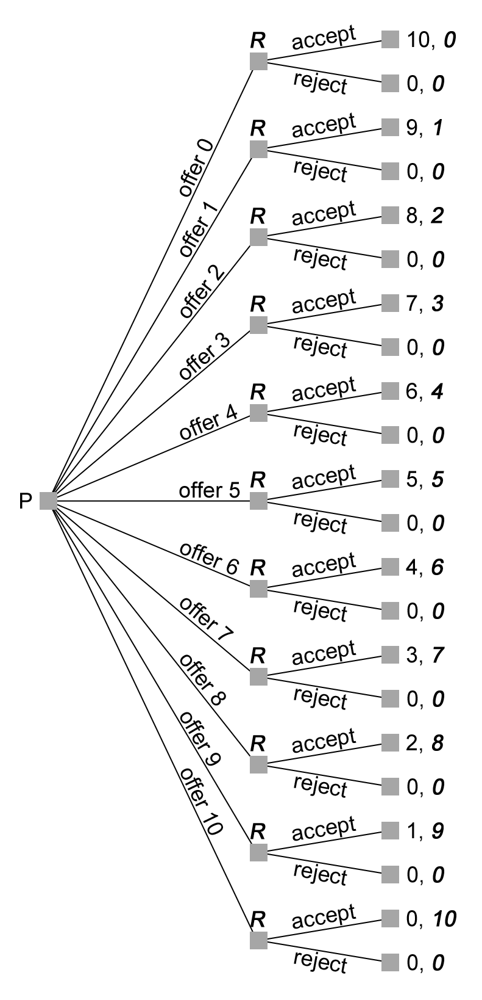 R accept 10, 0
offer 0 reject 0, 0
R accept 9, 1
offer 1 reject 0, 0
R accept 8, 2
offer 2 reject 0, 0
R accept 7, 3
offer 3 reject 0, 0
R accept 6, 4
offer 4 reject 0, 0
R accept 5, 5
P offer 5 reject 0, 0
R accept 4, 6
offer 6 reject 0, 0
R accept 3, 7
offer 7 reject 0, 0
R accept 2, 8
offer 8 reject 0, 0
R accept 1, 9
offer 9 reject 0, 0
R accept 0, 10
offer 10 reject 0, 0